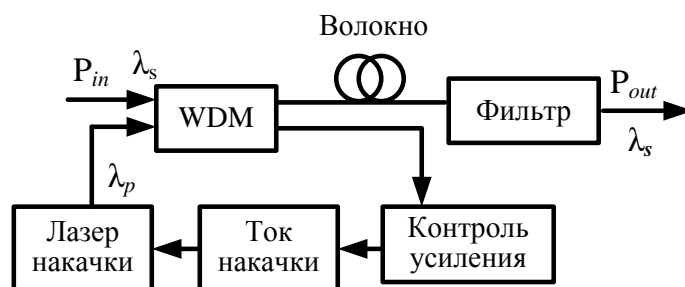 Волокно
P_in
λ_s
WDM
Фильтр
P_out
λ_s
λ_p
Лазер
накачки
Ток
накачки
Контроль
усиления